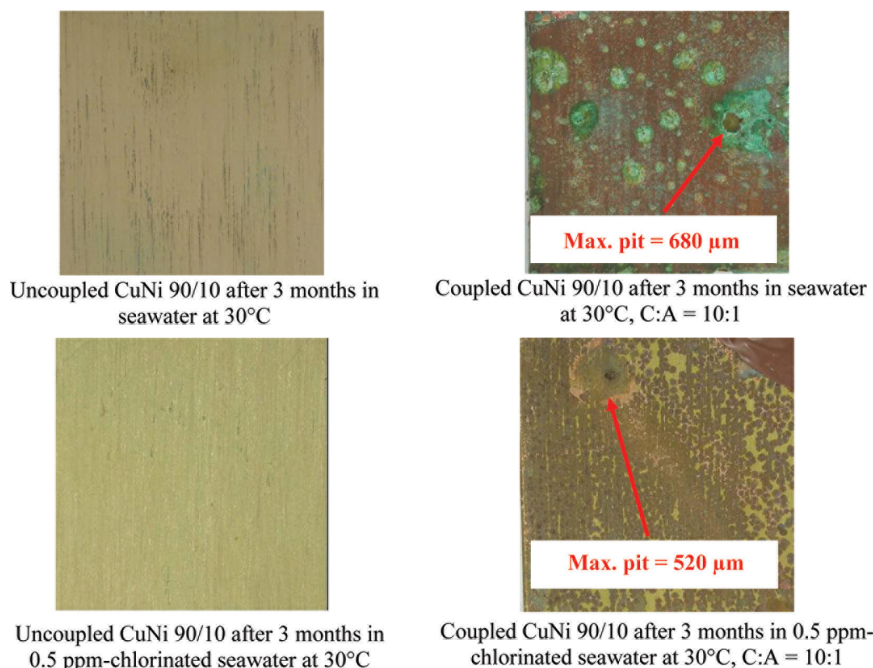 Max. pit = 680 µm
Uncoupled CuNi 90/10 after 3 months in
seawater at 30°C
Coupled CuNi 90/10 after 3 months in seawater
at 30°C, C:A = 10:1
Max. pit = 520 µm
Uncoupled CuNi 90/10 after 3 months in
0.5 ppm-chlorinated seawater at 30°C
Coupled CuNi 90/10 after 3 months in 0.5 ppm-
chlorinated seawater at 30°C, C:A = 10:1